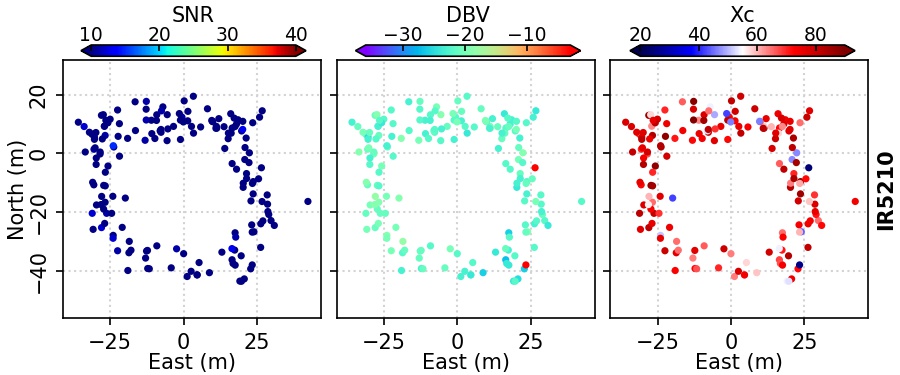 SNR DBV Xc
10 20 30 40 −30 −20 −10 20 40 60 80
20
0
−20
−40
North (m)
IR5210
−25 0 25 −25 0 25 −25 0 25
East (m) East (m) East (m)